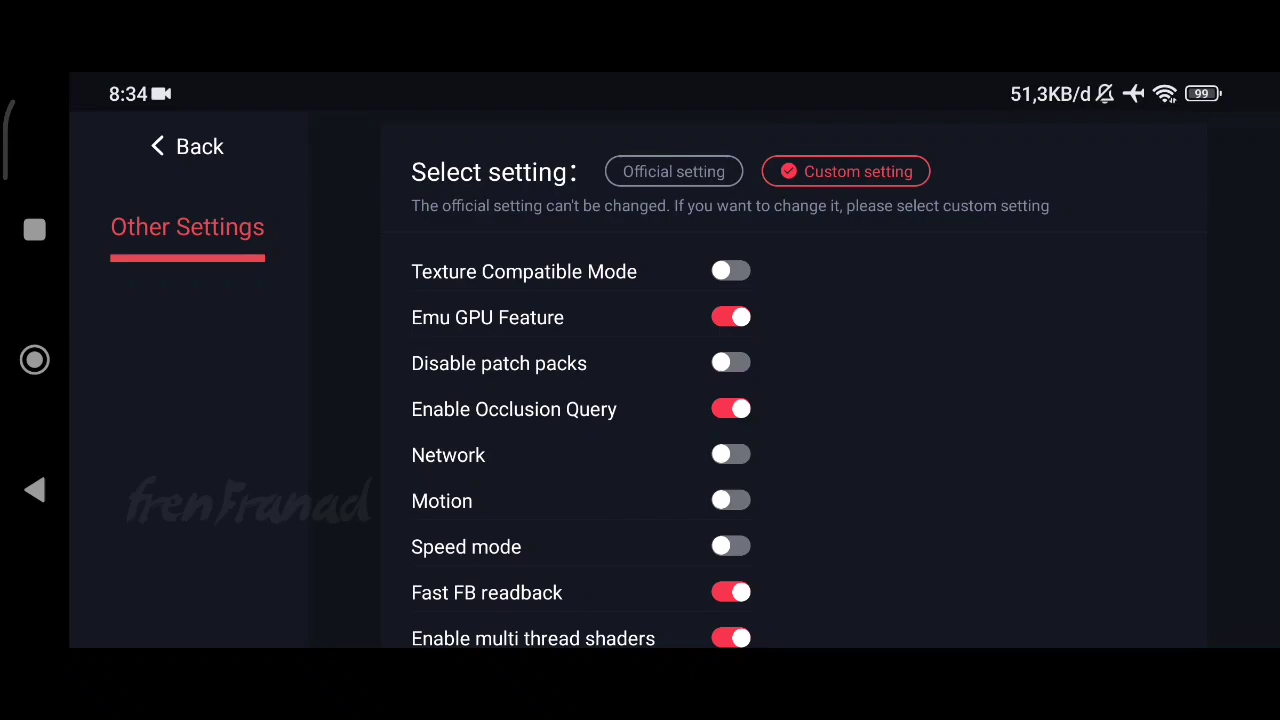 8:34
51,3KB/d
99
Back
Select setting:
Official setting
Custom setting
The official setting can't be changed. If you want to change it, please select custom setting
Other Settings
Texture Compatible Mode
Emu GPU Feature
Disable patch packs
Enable Occlusion Query
Network
Motion
Speed mode
Fast FB readback
Enable multi thread shaders
frenFranad